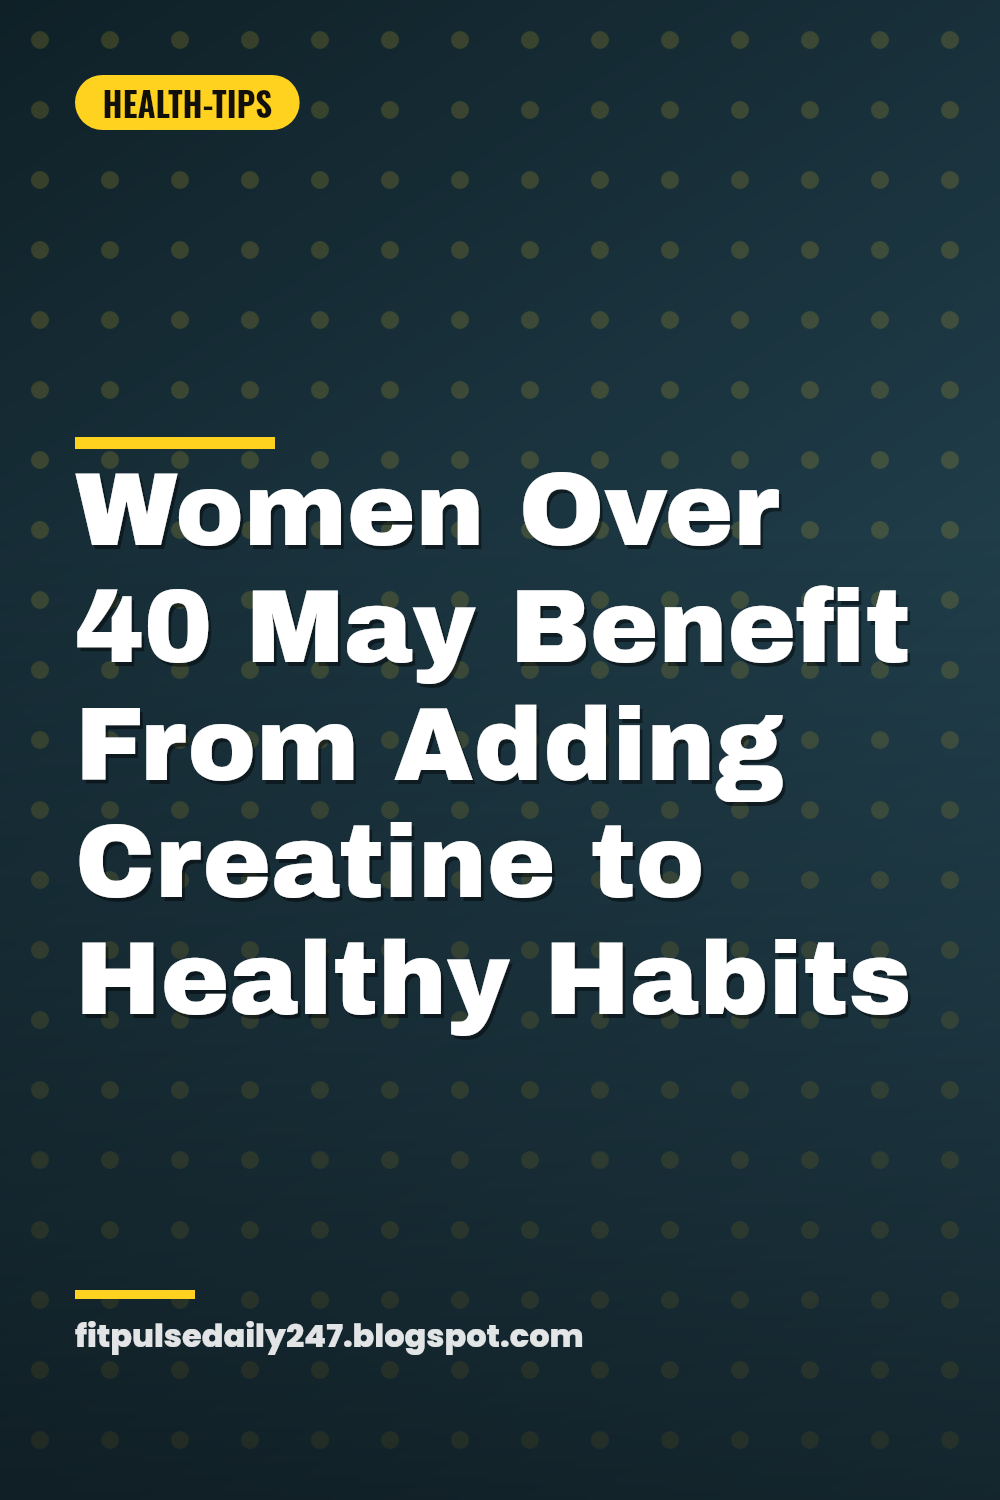 HEALTH-TIPS
Women Over
40 May Benefit
From Adding
Creatine to
Healthy Habits
fitpulsedaily247.blogspot.com